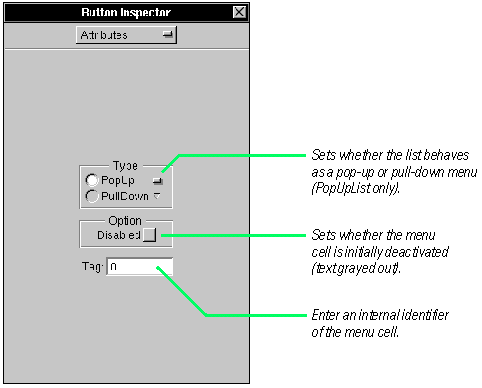 Button Inspector
Attributes
Type
PopUp
PullDown
Option
Disabled
Tag: 0
Sets whether the list behaves
as a pop-up or pull-down menu
(PopUpList only).
Sets whether the menu
cell is initially deactivated
(text grayed out).
Enter an internal identifier
of the menu cell.